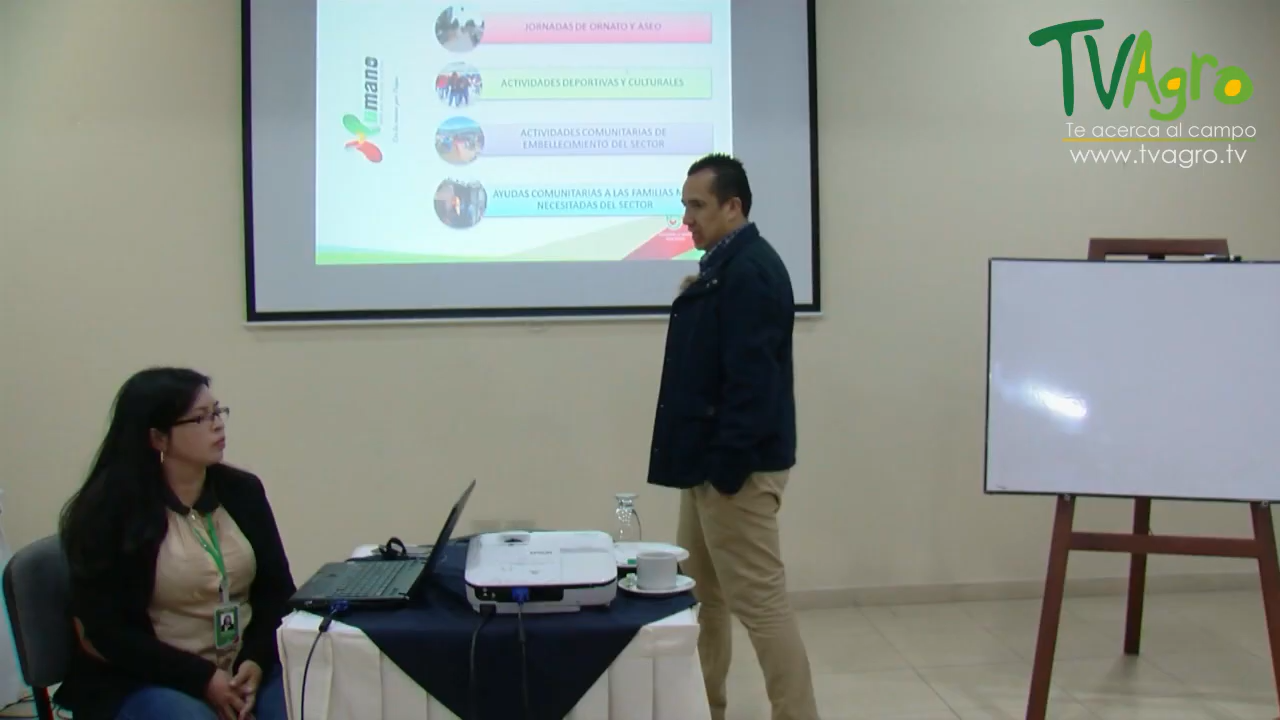 JORNADAS DE ORNATO Y ASEO
ACTIVIDADES DEPORTIVAS Y CULTURALES
ACTIVIDADES COMUNITARIAS DE
EMBELLECIMIENTO DEL SECTOR
AYUDAS COMUNITARIAS A LAS FAMILIAS
NECESITADAS DEL SECTOR
mano
TVAgro
Te acerca al campo
www.tvagro.tv
EPSON